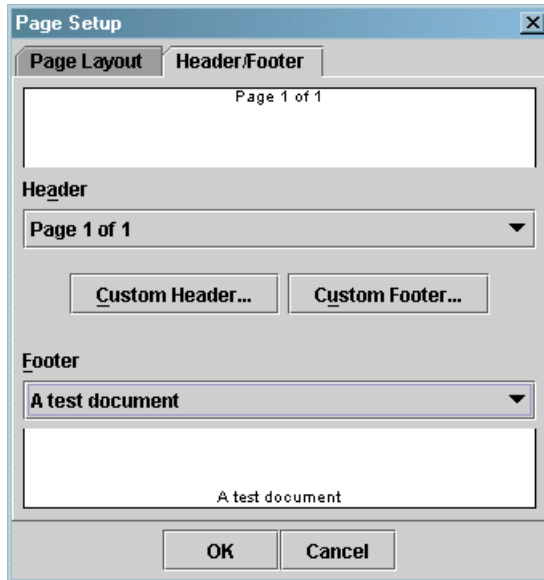 Page Setup
Page Layout Header/Footer
Page 1 of 1
Header
Page 1 of 1
Custom Header... Custom Footer...
Footer
A test document
A test document
OK Cancel